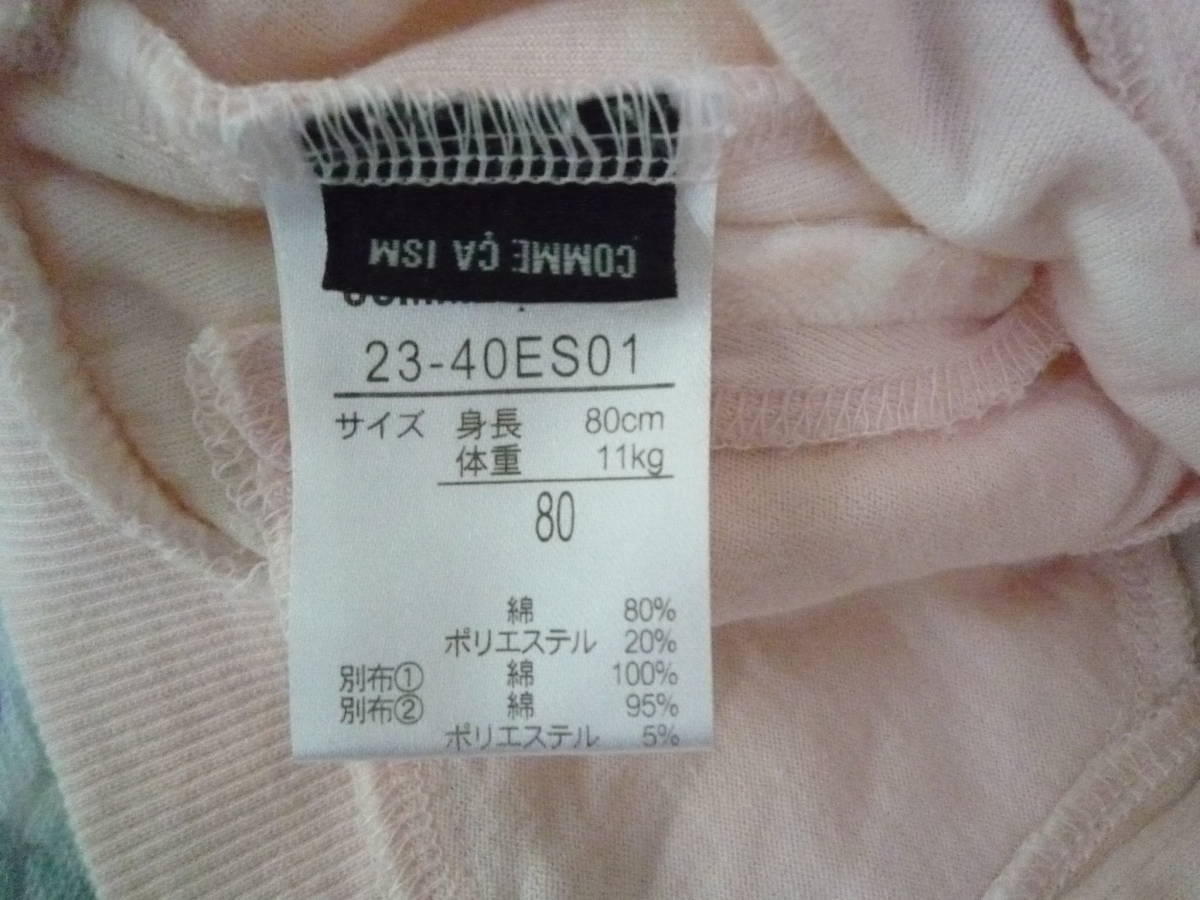 COMME ÇA ISM
23-40ES01
サイズ 身長 80cm
体重 11kg
80
綿 80%
ポリエステル 20%
別布① 綿 100%
別布② 綿 95%
ポリエステル 5%